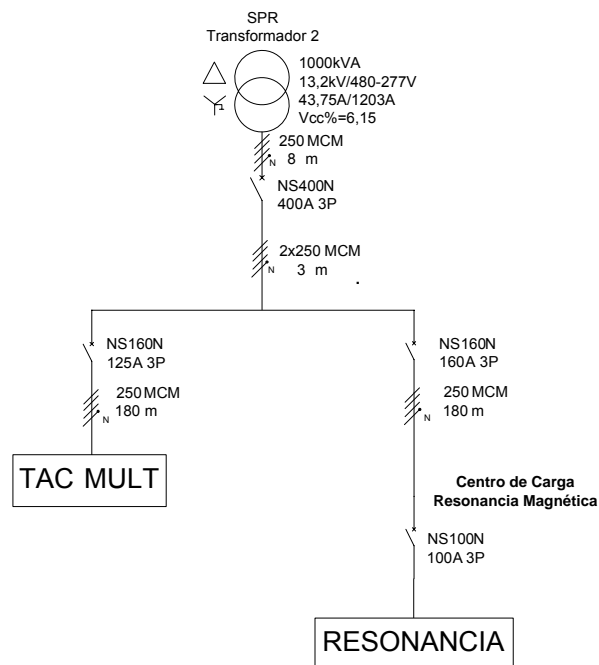 SPR
Transformador 2
1000kVA
13,2kV/480-277V
43,75A/1203A
Vcc%=6,15
250 MCM
8 m
N
NS400N
400A 3P
2x250 MCM
3 m
N
NS160N
125A 3P
250 MCM
180 m
N
TAC MULT
NS160N
160A 3P
250 MCM
180 m
N
Centro de Carga
Resonancia Magnética
NS100N
100A 3P
RESONANCIA